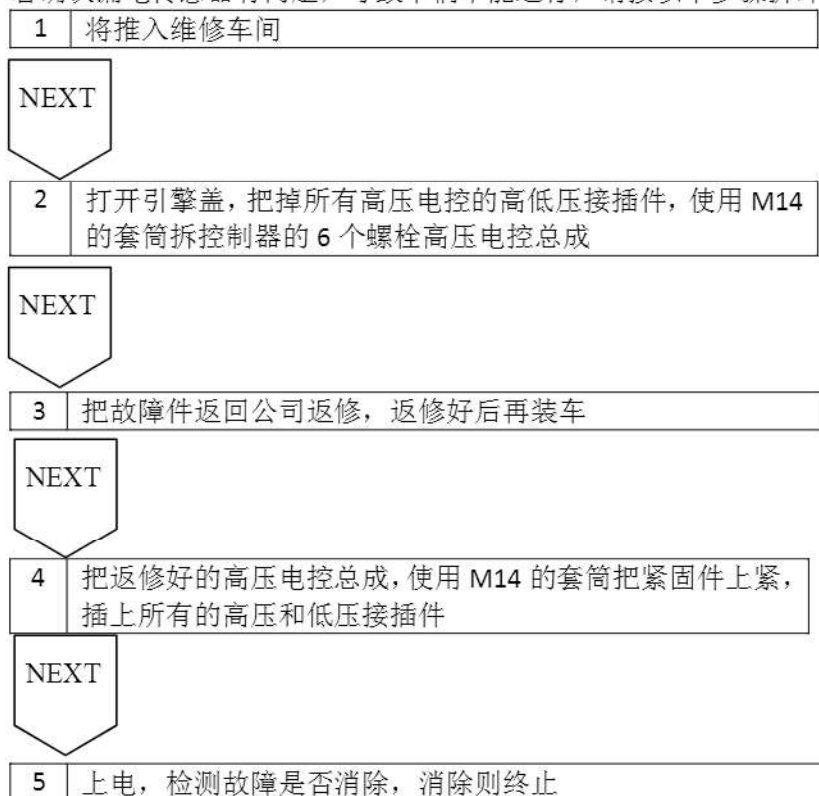 1 将推入维修车间
NEXT
2 打开引擎盖，把掉所有高压电控的高低压接插件，使用 M14
的套筒拆控制器的 6 个螺栓高压电控总成
NEXT
3 把故障件返回公司返修，返修好后再装车
NEXT
4 把返修好的高压电控总成，使用 M14 的套筒把紧固件上紧，
插上所有的高压和低压接插件
NEXT
5 上电，检测故障是否消除，消除则终止